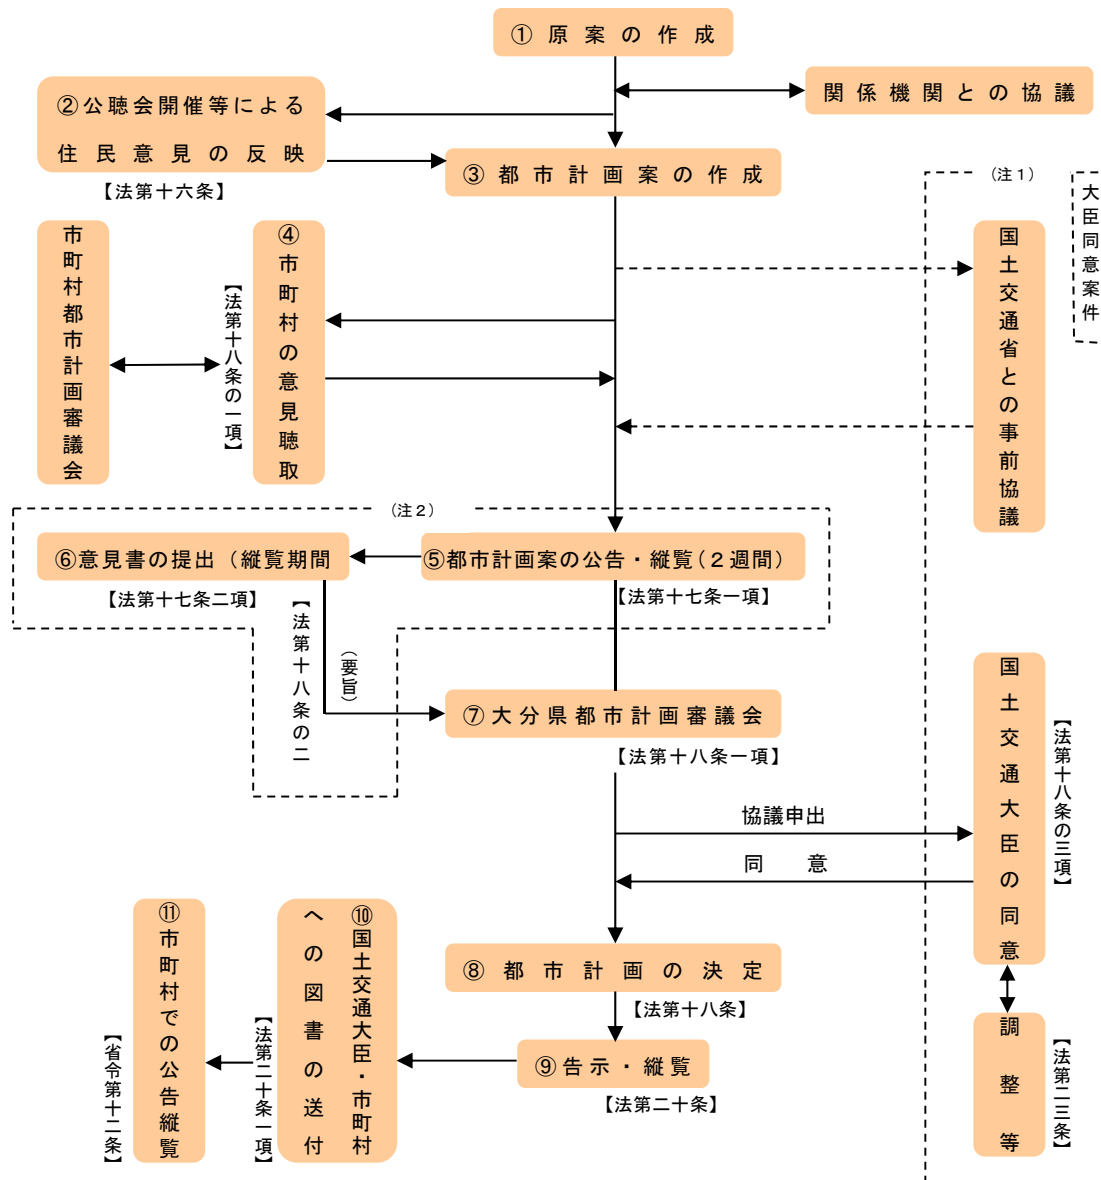 ①原案の作成
関係機関との協議
②公聴会開催等による
住民意見の反映
【法第十六条】
③都市計画案の作成
（注１）
大臣同意案件
市町村都市計画審議会
【法第十八条の一項】
④市町村の意見聴取
国土交通省との事前協議
（注２）
⑥意見書の提出（縦覧期間
⑤都市計画案の公告・縦覧（２週間）
【法第十七条二項】
【法第十七条一項】
【法第十八条の二
（要旨）
⑦大分県都市計画審議会
【法第十八条一項】
国土交通大臣の同意
【法第十八条の三項】
協議申出
同意
⑧都市計画の決定
【法第十八条】
⑨告示・縦覧
【法第二十条】
⑩国土交通大臣・市町村
への図書の送付
【法第二十条一項】
⑪市町村での公告縦覧
【省令第十二条】
調整等
【法第二三条】